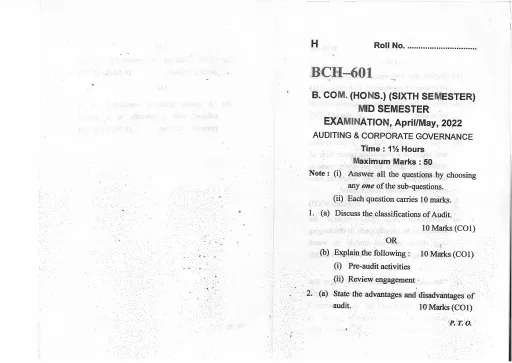 H Roll No. ..............................
BCH–601
B. COM. (HONS.) (SIXTH SEMESTER)
MID SEMESTER
EXAMINATION, April/May, 2022
AUDITING & CORPORATE GOVERNANCE
Time : 1½ Hours
Maximum Marks : 50
Note : (i) Answer all the questions by choosing
any one of the sub-questions.
(ii) Each question carries 10 marks.
1. (a) Discuss the classifications of Audit.
10 Marks (CO1)
OR
(b) Explain the following : 10 Marks (CO1)
(i) Pre-audit activities
(ii) Review engagement
2. (a) State the advantages and disadvantages of
audit. 10 Marks (CO1)
P. T. O.